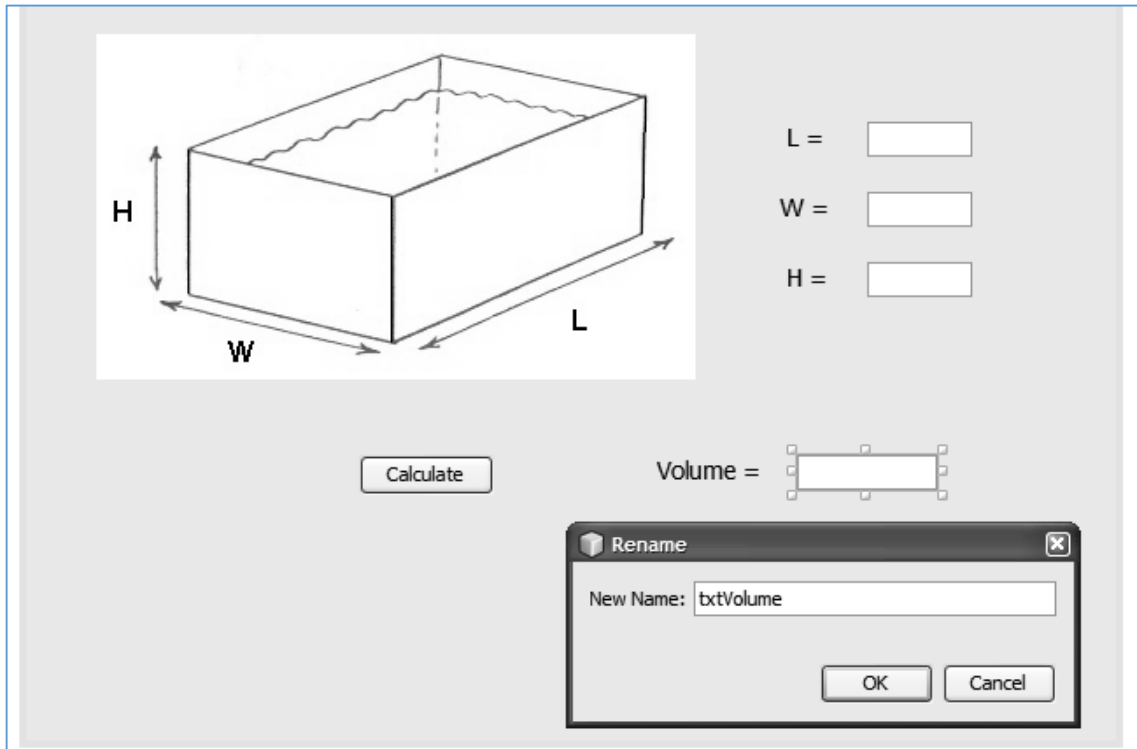 H
W
L
L =
W =
H =
Calculate
Volume =
Rename
New Name: txtVolume
OK
Cancel